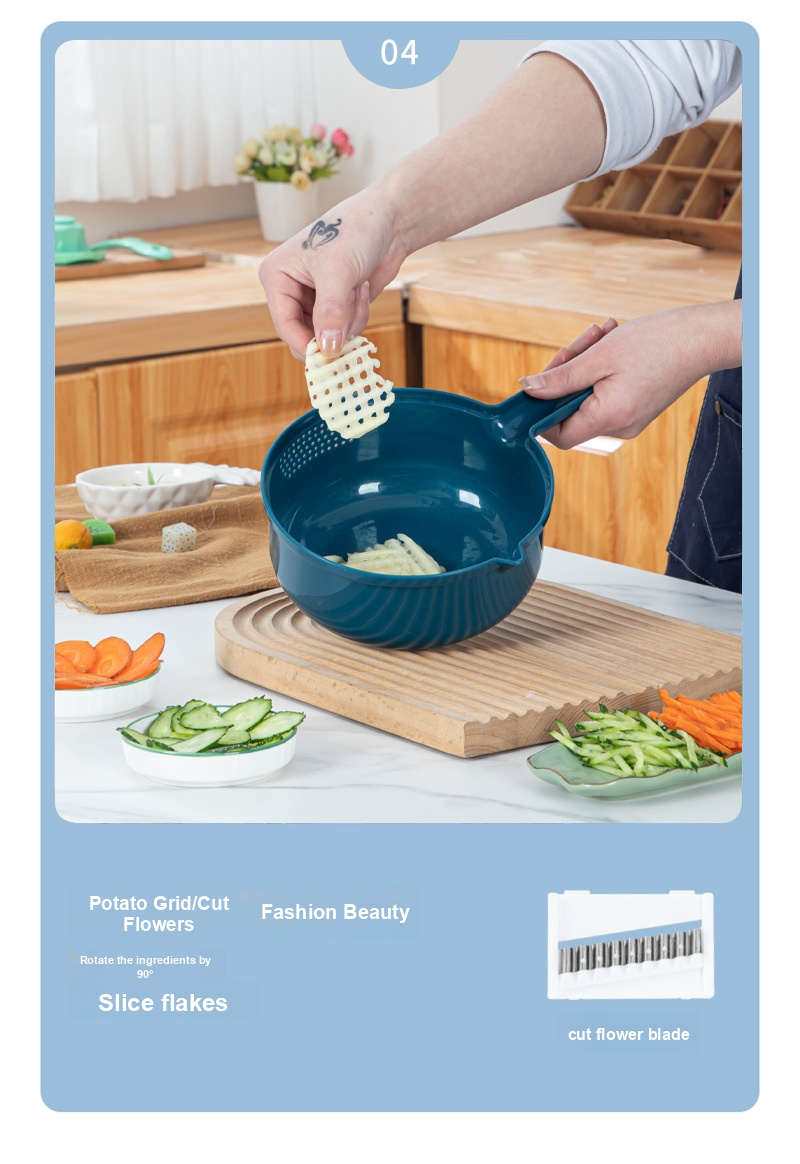 04
Potato Grid/Cut
Flowers
Fashion Beauty
Rotate the ingredients by
90°
Slice flakes
cut flower blade